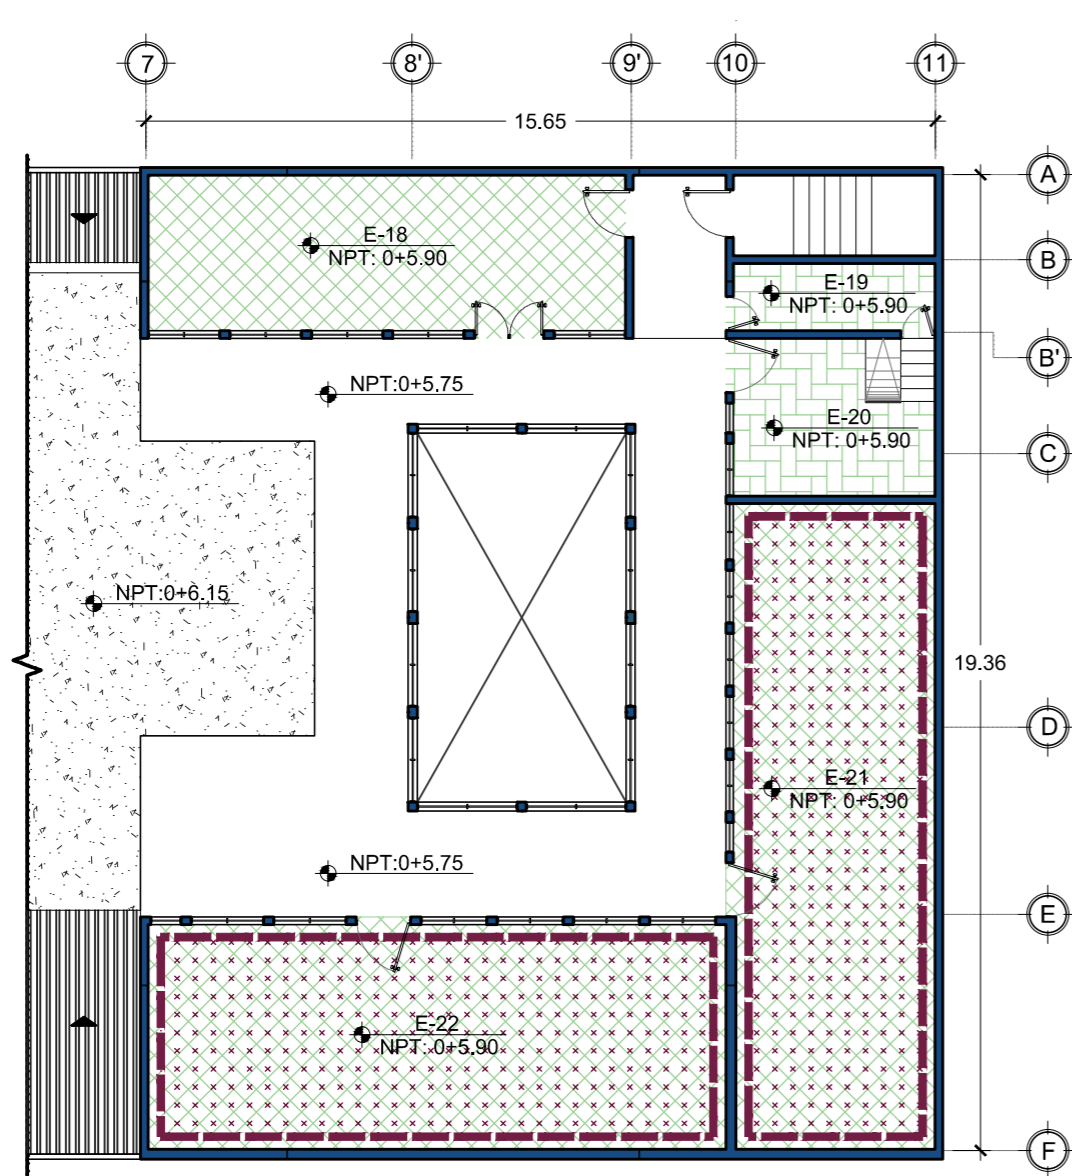 7
8'
9'
10
11
15.65
A
E-18
NPT: 0+5.90
B
E-19
NPT: 0+5.90
B'
NPT:0+5.75
E-20
NPT: 0+5.90
C
NPT:0+6.15
19.36
D
E-21
NPT: 0+5.90
NPT:0+5.75
E
E-22
NPT: 0+5.90
F